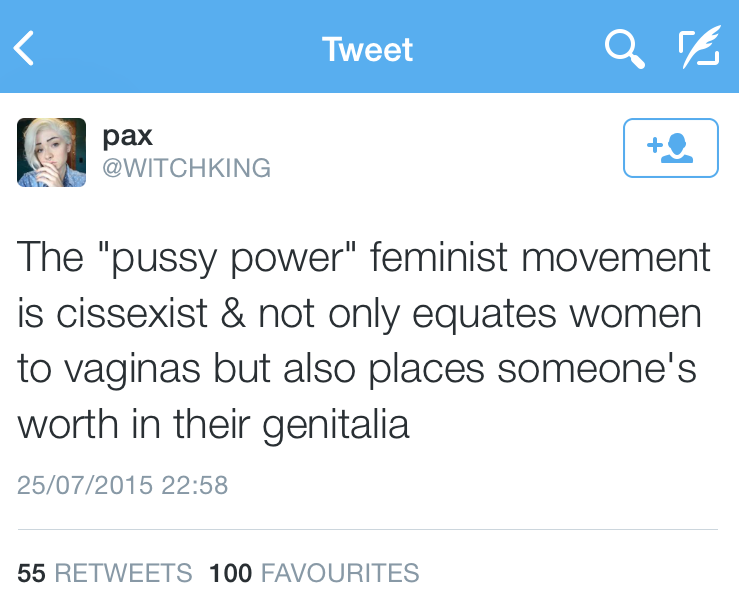 Tweet
pax
@WITCHKING
The "pussy power" feminist movement
is cissexist & not only equates women
to vaginas but also places someone's
worth in their genitalia
25/07/2015 22:58
55 RETWEETS 100 FAVOURITES